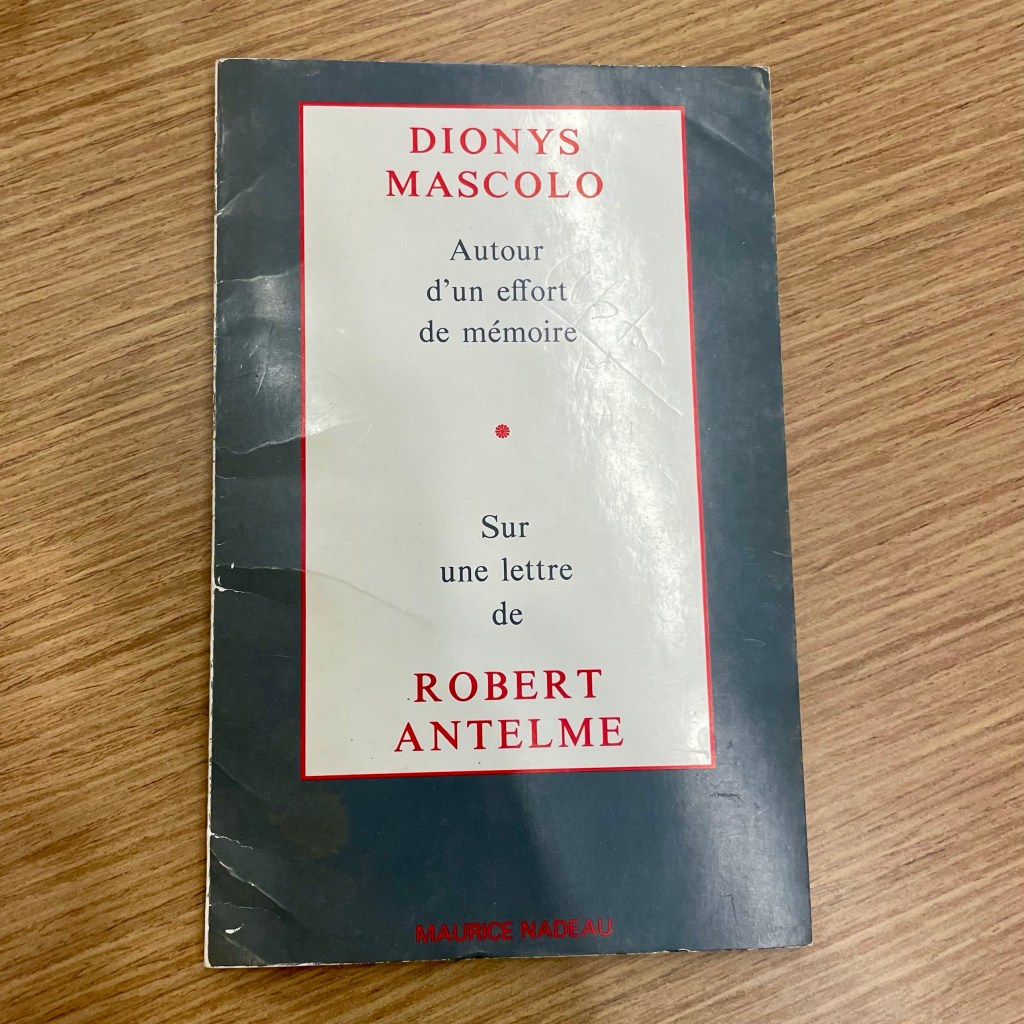 DIONYS
MASCOLO
Autour
d'un effort
de mémoire
Sur
une lettre
de
ROBERT
ANTELME
MAURICE NADEAU